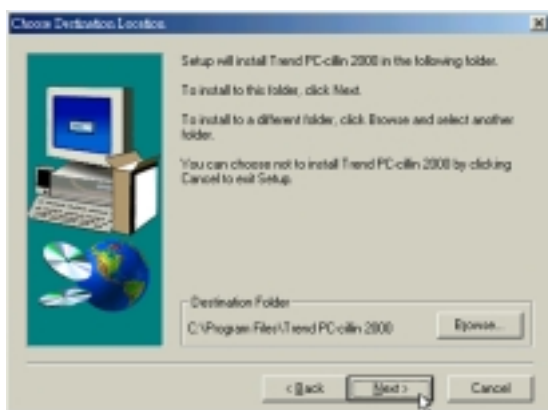 Choose Destination Location
Setup will install Trend PC-cillin 2000 in the following folder.
To install to this folder, click Next.
To install to a different folder, click Browse and select another
folder.
You can choose not to install Trend PC-cillin 2000 by clicking
Cancel to exit Setup.
Destination Folder
C:\Program Files\Trend PC-cillin 2000
Browse...
< Back
Next >
Cancel